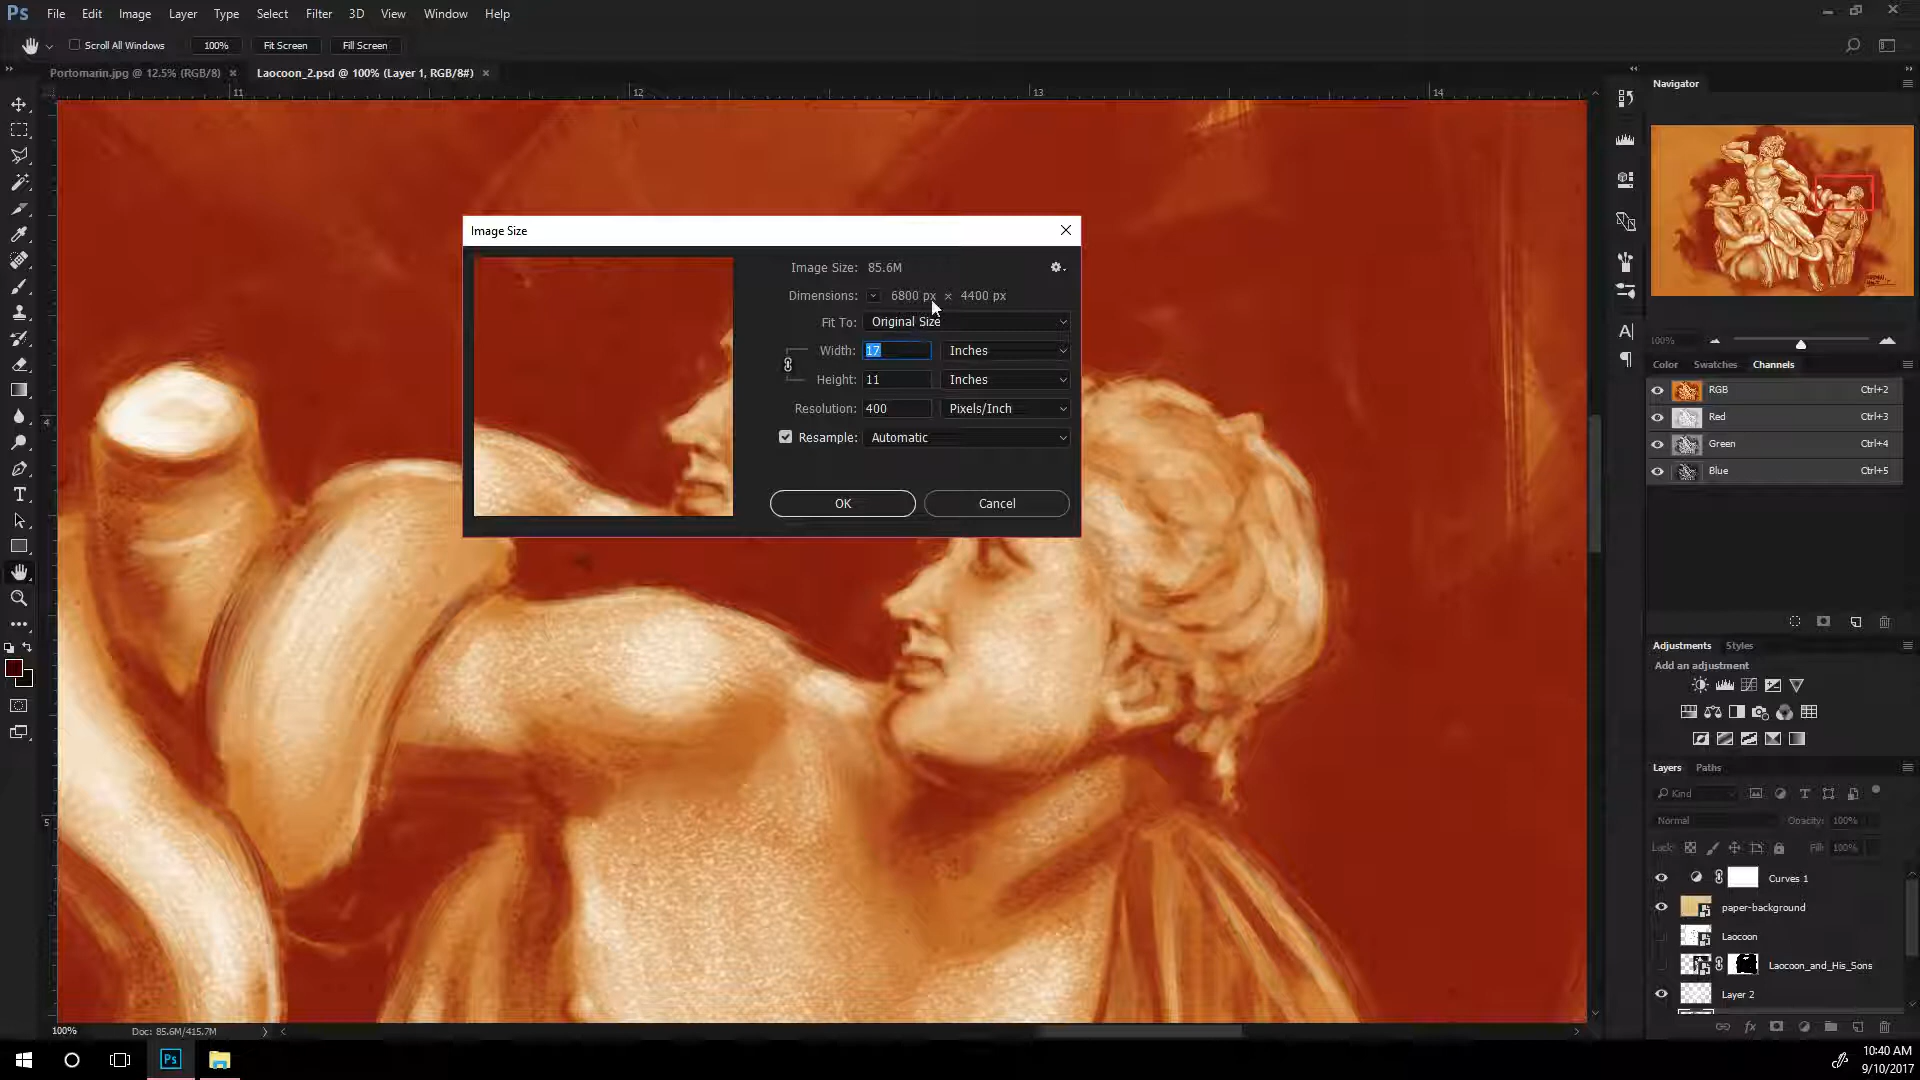 Ps File Edit Image Layer Type Select Filter 3D View Window Help
Scroll All Windows 100% Fit Screen Fill Screen
Portomarin.jpg @ 12.5% (RGB/8) × Laocoon_2.psd @ 100% (Layer 1, RGB/8#) ×
11 12 13 14
4
5
Image Size
Image Size: 85.6M
Dimensions: 6800 px × 4400 px
Fit To: Original Size
Width: 17 Inches
Height: 11 Inches
Resolution: 400 Pixels/Inch
Resample: Automatic
OK Cancel
Navigator
100%
Color Swatches Channels
RGB Ctrl+2
Red Ctrl+3
Green Ctrl+4
Blue Ctrl+5
Adjustments Styles
Add an adjustment
Layers Paths
Kind
Normal Opacity: 100%
Lock: Fill: 100%
Curves 1
paper-background
Laocoon
Laocoon_and_His_Sons
Layer 2
100% Doc: 85.6M/415.7M
Ps
10:40 AM
9/10/2017